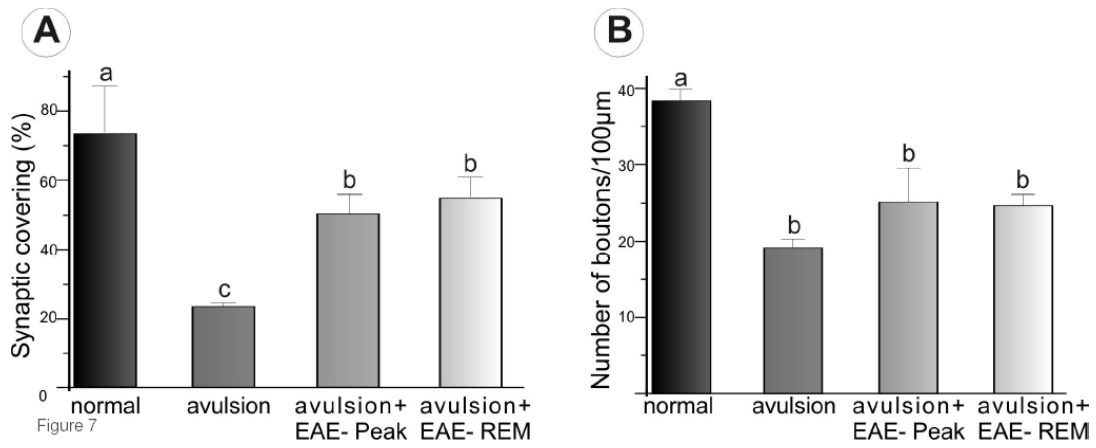 A
Synaptic covering (%)
80
60
40
20
0
a
c
b
b
normal
avulsion
avulsion+
EAE- Peak
avulsion+
EAE- REM
Figure 7
B
Number of boutons/100µm
40
30
20
10
a
b
b
b
normal
avulsion
avulsion+
EAE- Peak
avulsion+
EAE- REM